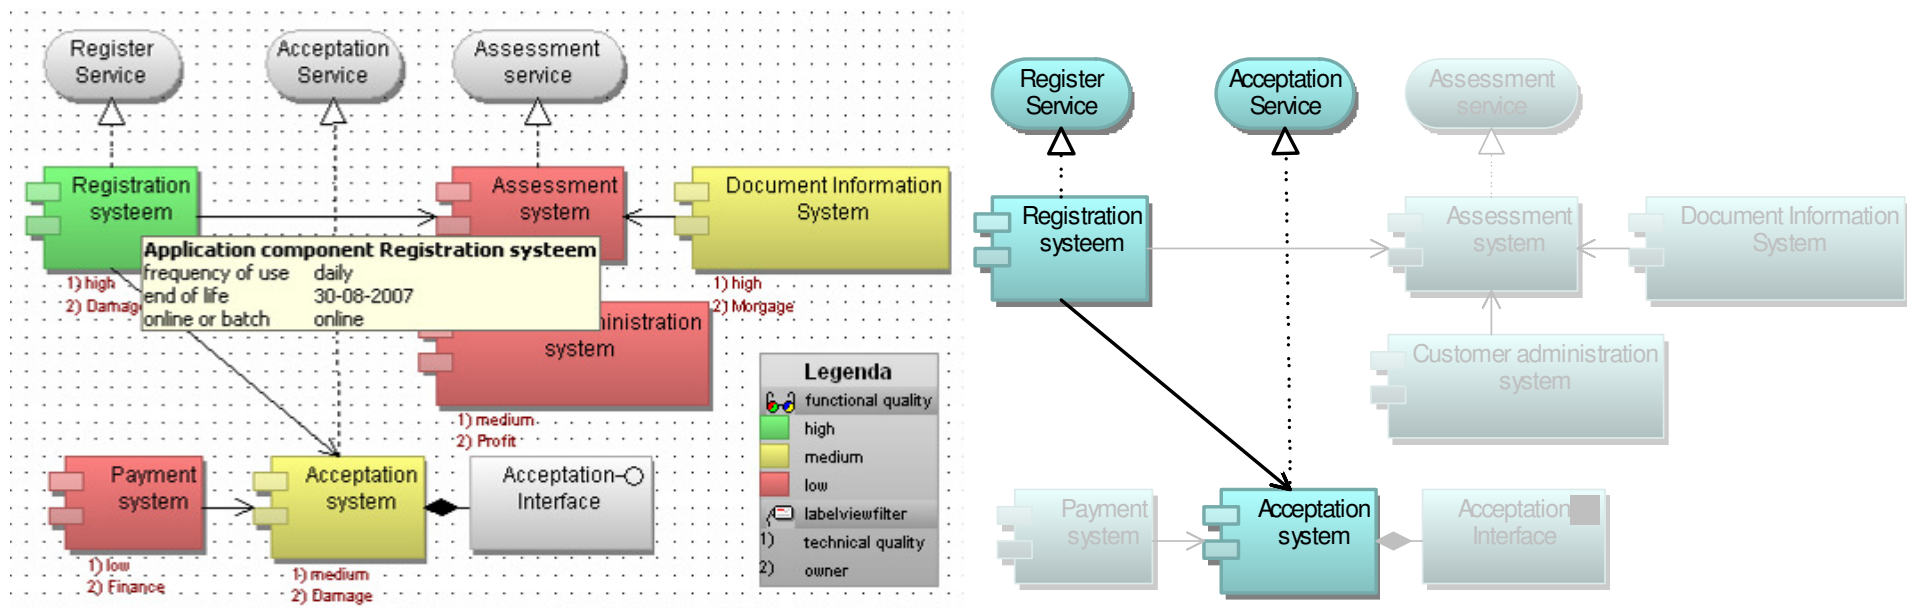 Register
Service
Acceptation
Service
Assessment
service
Registration
systeem
Assessment
system
Document Information
System
Application component Registration systeem
frequency of use daily
end of life 30-08-2007
online or batch online
1) high
2) Damag
1) high
2) Morgage
ninistration
system
1) medium
2) Profit
Payment
system
Acceptation
system
Acceptation
Interface
1) low
2) Finance
1) medium
2) Damage
Legenda
functional quality
high
medium
low
labelviewfilter
1) technical quality
2) owner
Register
Service
Acceptation
Service
Assessment
service
Registration
systeem
Assessment
system
Document Information
System
Customer administration
system
Payment
system
Acceptation
system
Acceptation
Interface